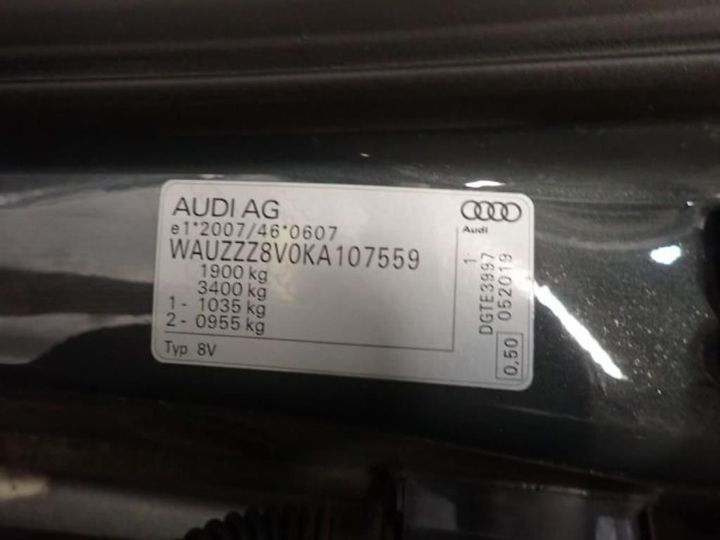 AUDI AG
Audi
e1*2007/46*0607
WAUZZZ8V0KA107559
1900 kg
3400 kg
1 - 1035 kg
2 - 0955 kg
Typ 8V
1-
DGTE3997
052019
0,50